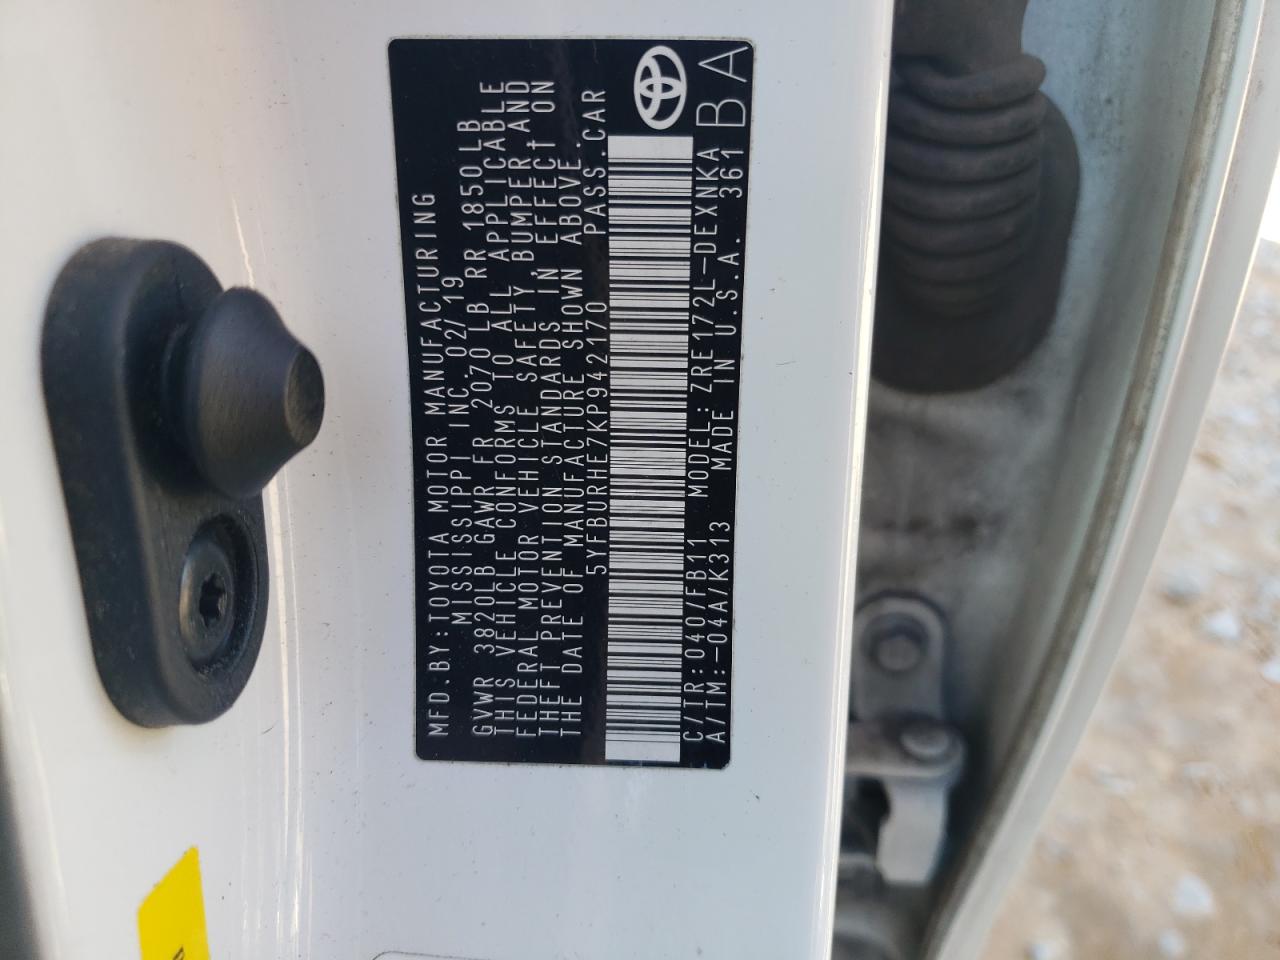 MFD.BY:TOYOTA MOTOR MANUFACTURING
MISSISSIPPI INC. 02/19
GVWR 3820LB GAWR FR 2070LB RR 1850LB
THIS VEHICLE CONFORMS TO ALL APPLICABLE
FEDERAL MOTOR VEHICLE SAFETY, BUMPER, AND
THEFT PREVENTION STANDARDS IN EFFECT ON
THE DATE OF MANUFACTURE SHOWN ABOVE.
5YFBURHE7KP942170 PASS.CAR
C/TR:040/FB11 MODEL:ZRE172L-DEXNKA
A/TM:-04A/K313 MADE IN U.S.A. 361
BA